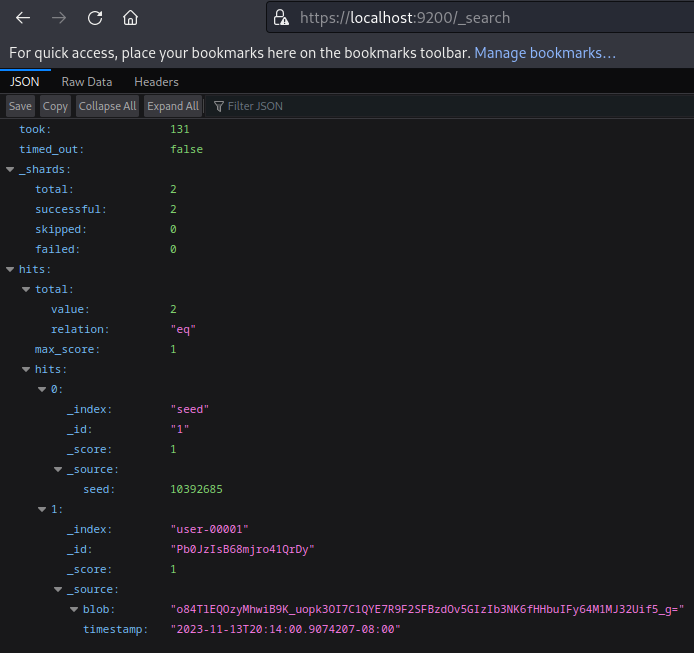 https://localhost:9200/_search
For quick access, place your bookmarks here on the bookmarks toolbar. Manage bookmarks…
JSON Raw Data Headers
Save Copy Collapse All Expand All Filter JSON
took: 131
timed_out: false
_shards:
total: 2
successful: 2
skipped: 0
failed: 0
hits:
total:
value: 2
relation: "eq"
max_score: 1
hits:
0:
_index: "seed"
_id: "1"
_score: 1
_source:
seed: 10392685
1:
_index: "user-00001"
_id: "Pb0JzIsB68mjro41QrDy"
_score: 1
_source:
blob: "o84TlEQOzyMhwiB9K_uopk3OI7C1QYE7R9F2SFBzdOv5GIzIb3NK6fHHbuIFy64M1MJ32Uif5_g="
timestamp: "2023-11-13T20:14:00.9074207-08:00"